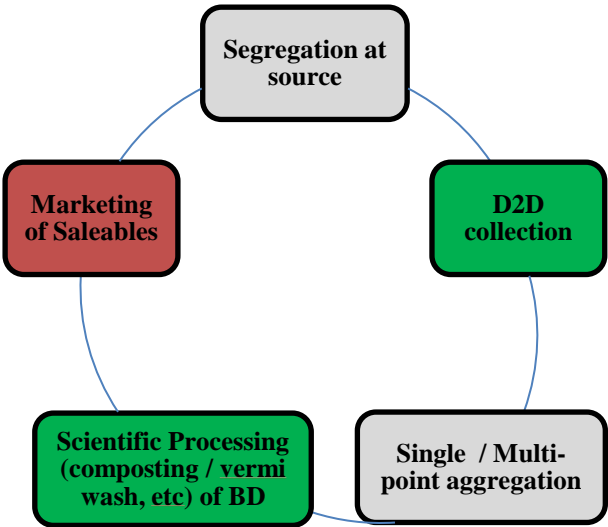 Segregation at
source
D2D
collection
Single / Multi-
point aggregation
Scientific Processing
(composting / vermi
wash, etc) of BD
Marketing
of Saleables